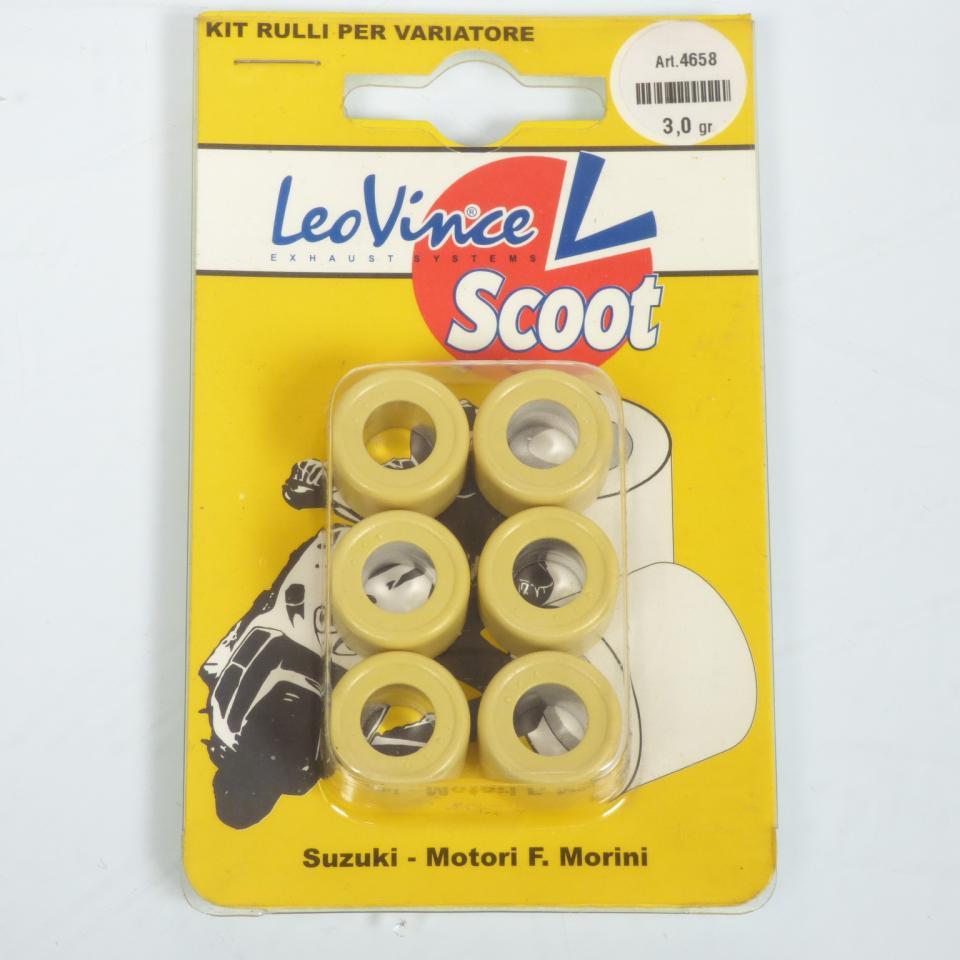 KIT RULLI PER VARIATORE
Art.4658
3,0 gr
LeoVince®
EXHAUST SYSTEMS
Scoot
Suzuki - Motori F. Morini